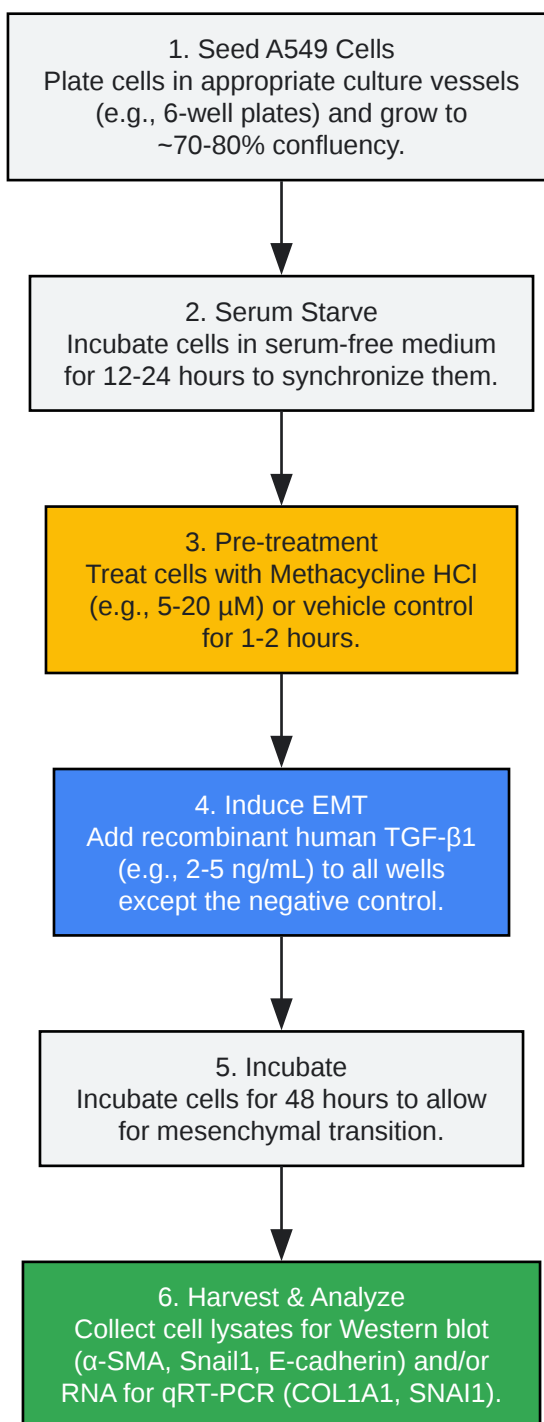 1. Seed A549 Cells
Plate cells in appropriate culture vessels
(e.g., 6-well plates) and grow to
~70-80% confluency.
2. Serum Starve
Incubate cells in serum-free medium
for 12-24 hours to synchronize them.
3. Pre-treatment
Treat cells with Methacycline HCl
(e.g., 5-20 µM) or vehicle control
for 1-2 hours.
4. Induce EMT
Add recombinant human TGF-β1
(e.g., 2-5 ng/mL) to all wells
except the negative control.
5. Incubate
Incubate cells for 48 hours to allow
for mesenchymal transition.
6. Harvest & Analyze
Collect cell lysates for Western blot
(α-SMA, Snail1, E-cadherin) and/or
RNA for qRT-PCR (COL1A1, SNAI1).